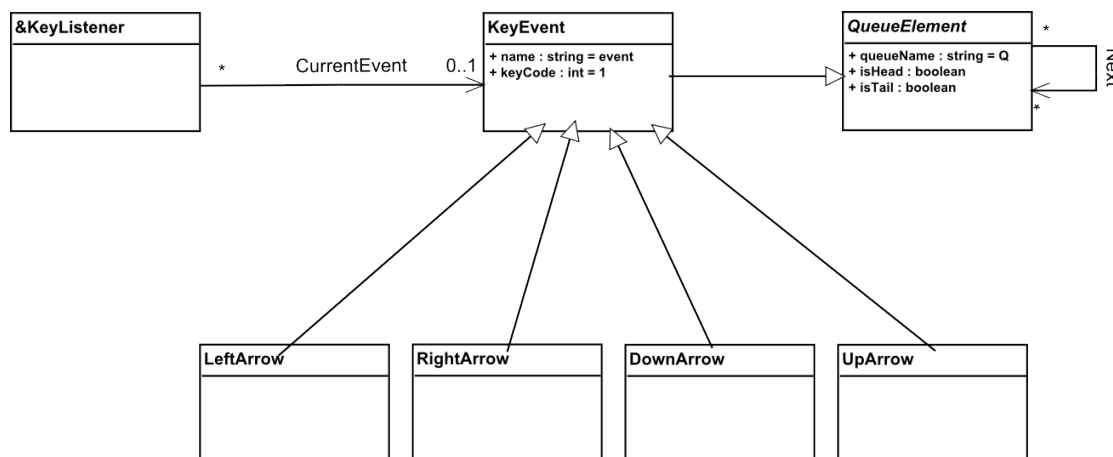 &KeyListener
*
CurrentEvent
0..1
KeyEvent
+ name : string = event
+ keyCode : int = 1
QueueElement
+ queueName : string = Q
+ isHead : boolean
+ isTail : boolean
*
Next
*
LeftArrow
RightArrow
DownArrow
UpArrow